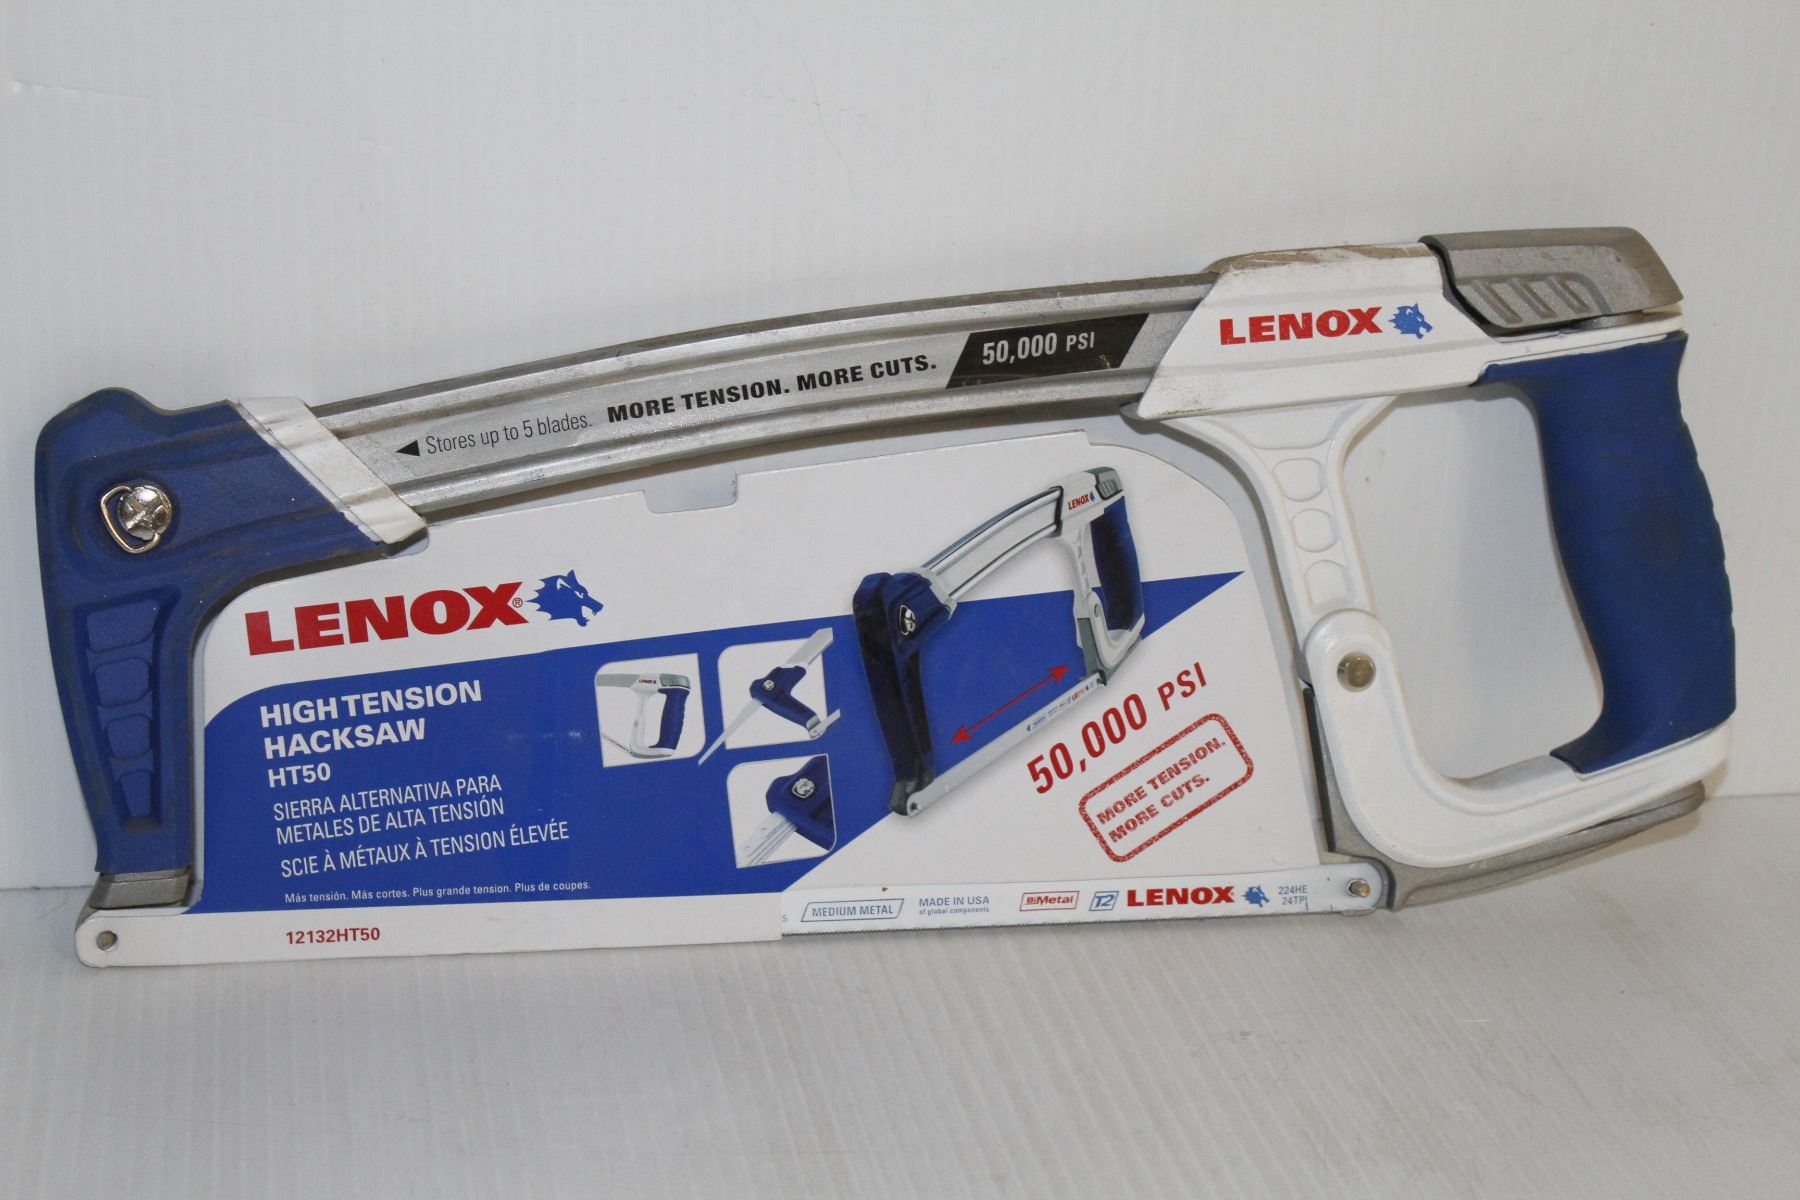 ◀ Stores up to 5 blades. MORE TENSION. MORE CUTS. 50,000 PSI
LENOX
LENOX®
HIGH TENSION
HACKSAW
HT50
SIERRA ALTERNATIVA PARA
METALES DE ALTA TENSIÓN
SCIE À MÉTAUX À TENSION ÉLEVÉE
Más tensión. Más cortes. Plus grande tension. Plus de coupes.
12132HT50
LENOX
LENOX
50,000 PSI
MORE TENSION.
MORE CUTS.
S
MEDIUM METAL
MADE IN USA
of global components
BiMetal
T2
LENOX
224HE
24TPI